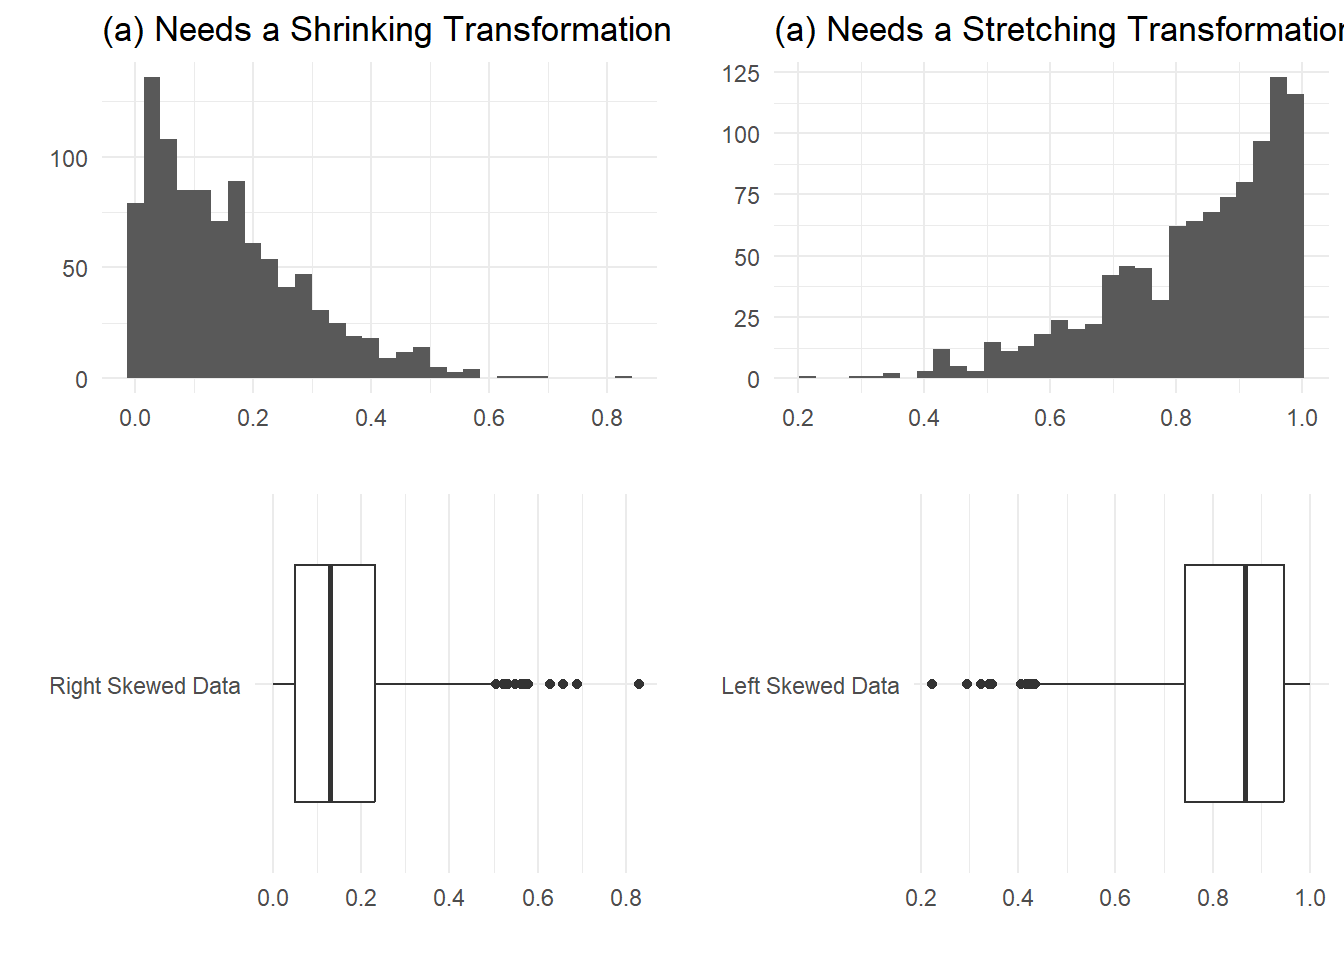 (a) Needs a Shrinking Transformation
100
50
0
0.0 0.2 0.4 0.6 0.8
(a) Needs a Stretching Transformation
125
100
75
50
25
0
0.2 0.4 0.6 0.8 1.0
Right Skewed Data
0.0 0.2 0.4 0.6 0.8
Left Skewed Data
0.2 0.4 0.6 0.8 1.0